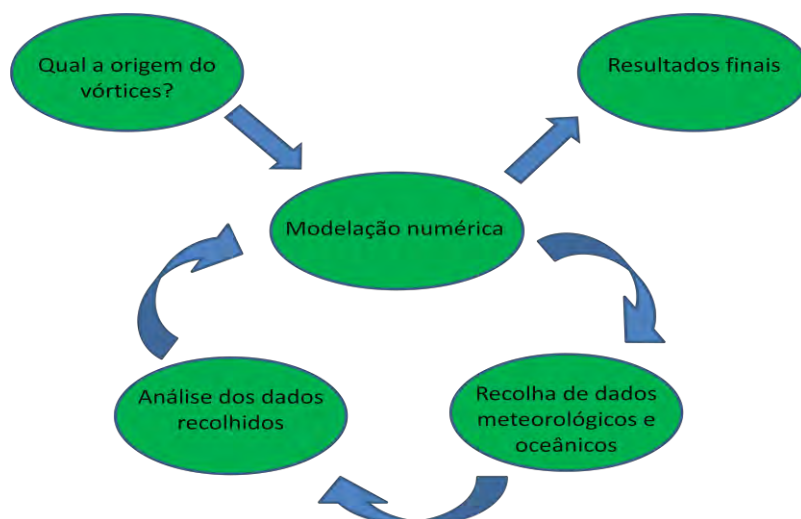 Qual a origem do
vórtices?
Resultados finais
Modelação numérica
Análise dos dados
recolhidos
Recolha de dados
meteorológicos e
oceânicos